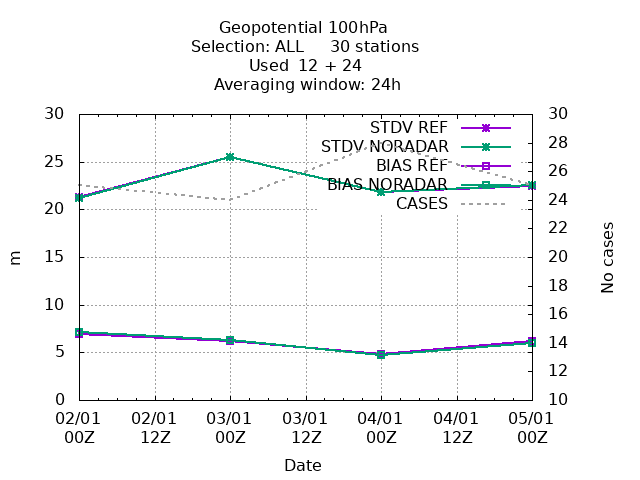 Geopotential 100hPa
Selection: ALL 30 stations
Used 12 + 24
Averaging window: 24h
30 30
STDV REF
28
STDV NORADAR
25 26
BIAS REF
BIAS NORADAR
24
CASES
20 22
15 20
m No cases
18
10 16
5 14
12
0 10
02/01 02/01 03/01 03/01 04/01 04/01 05/01
00Z 12Z 00Z 12Z 00Z 12Z 00Z
Date